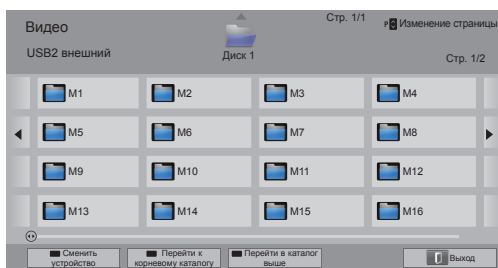 Видео
Стр. 1/1
P Изменение страницы
USB2 внешний
Диск 1
Стр. 1/2
M1 M2 M3 M4
M5 M6 M7 M8
M9 M10 M11 M12
M13 M14 M15 M16
Сменить устройство
Перейти к корневому каталогу
Перейти в каталог выше
Выход